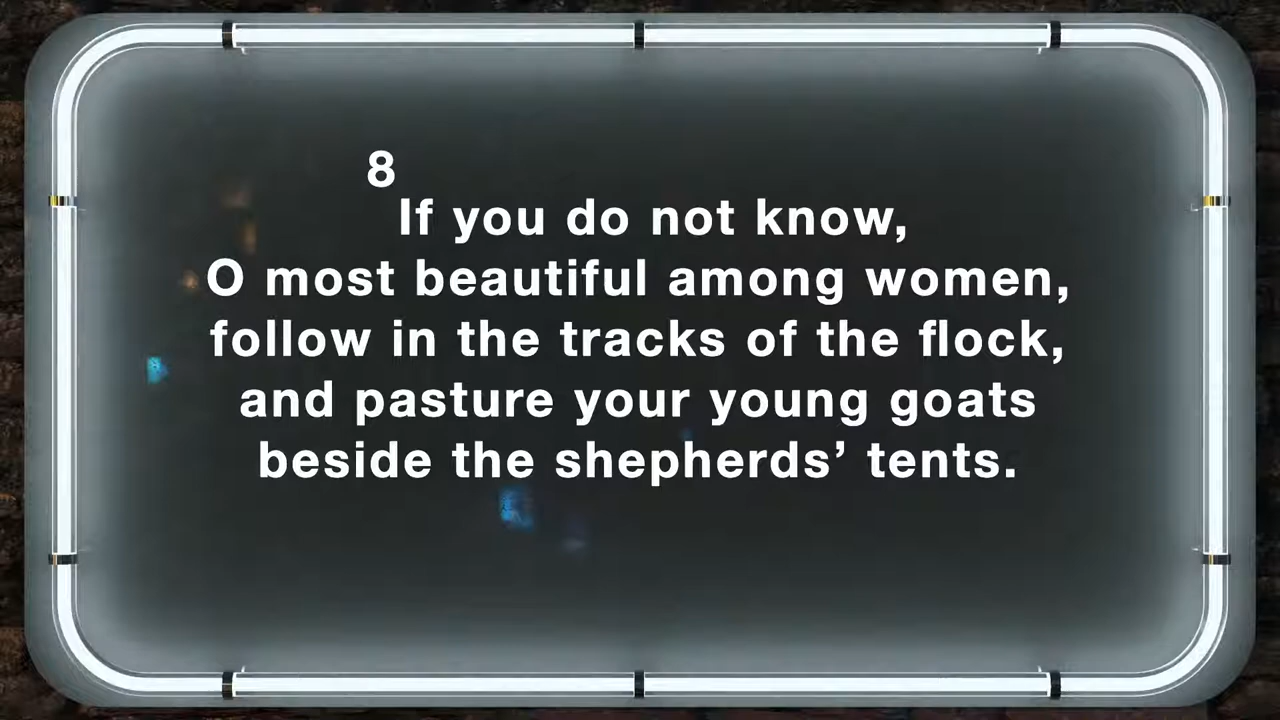 8
If you do not know,
O most beautiful among women,
follow in the tracks of the flock,
and pasture your young goats
beside the shepherds’ tents.